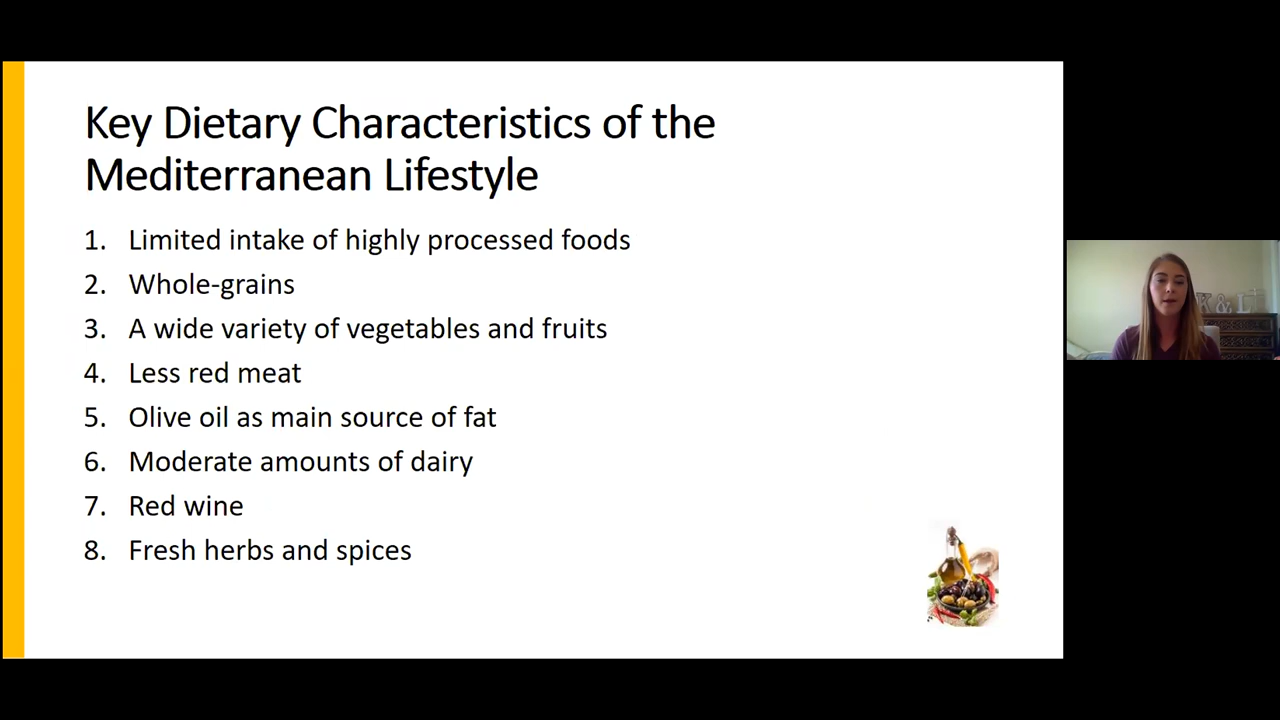 Key Dietary Characteristics of the
Mediterranean Lifestyle
1. Limited intake of highly processed foods
2. Whole-grains
3. A wide variety of vegetables and fruits
4. Less red meat
5. Olive oil as main source of fat
6. Moderate amounts of dairy
7. Red wine
8. Fresh herbs and spices
K & L